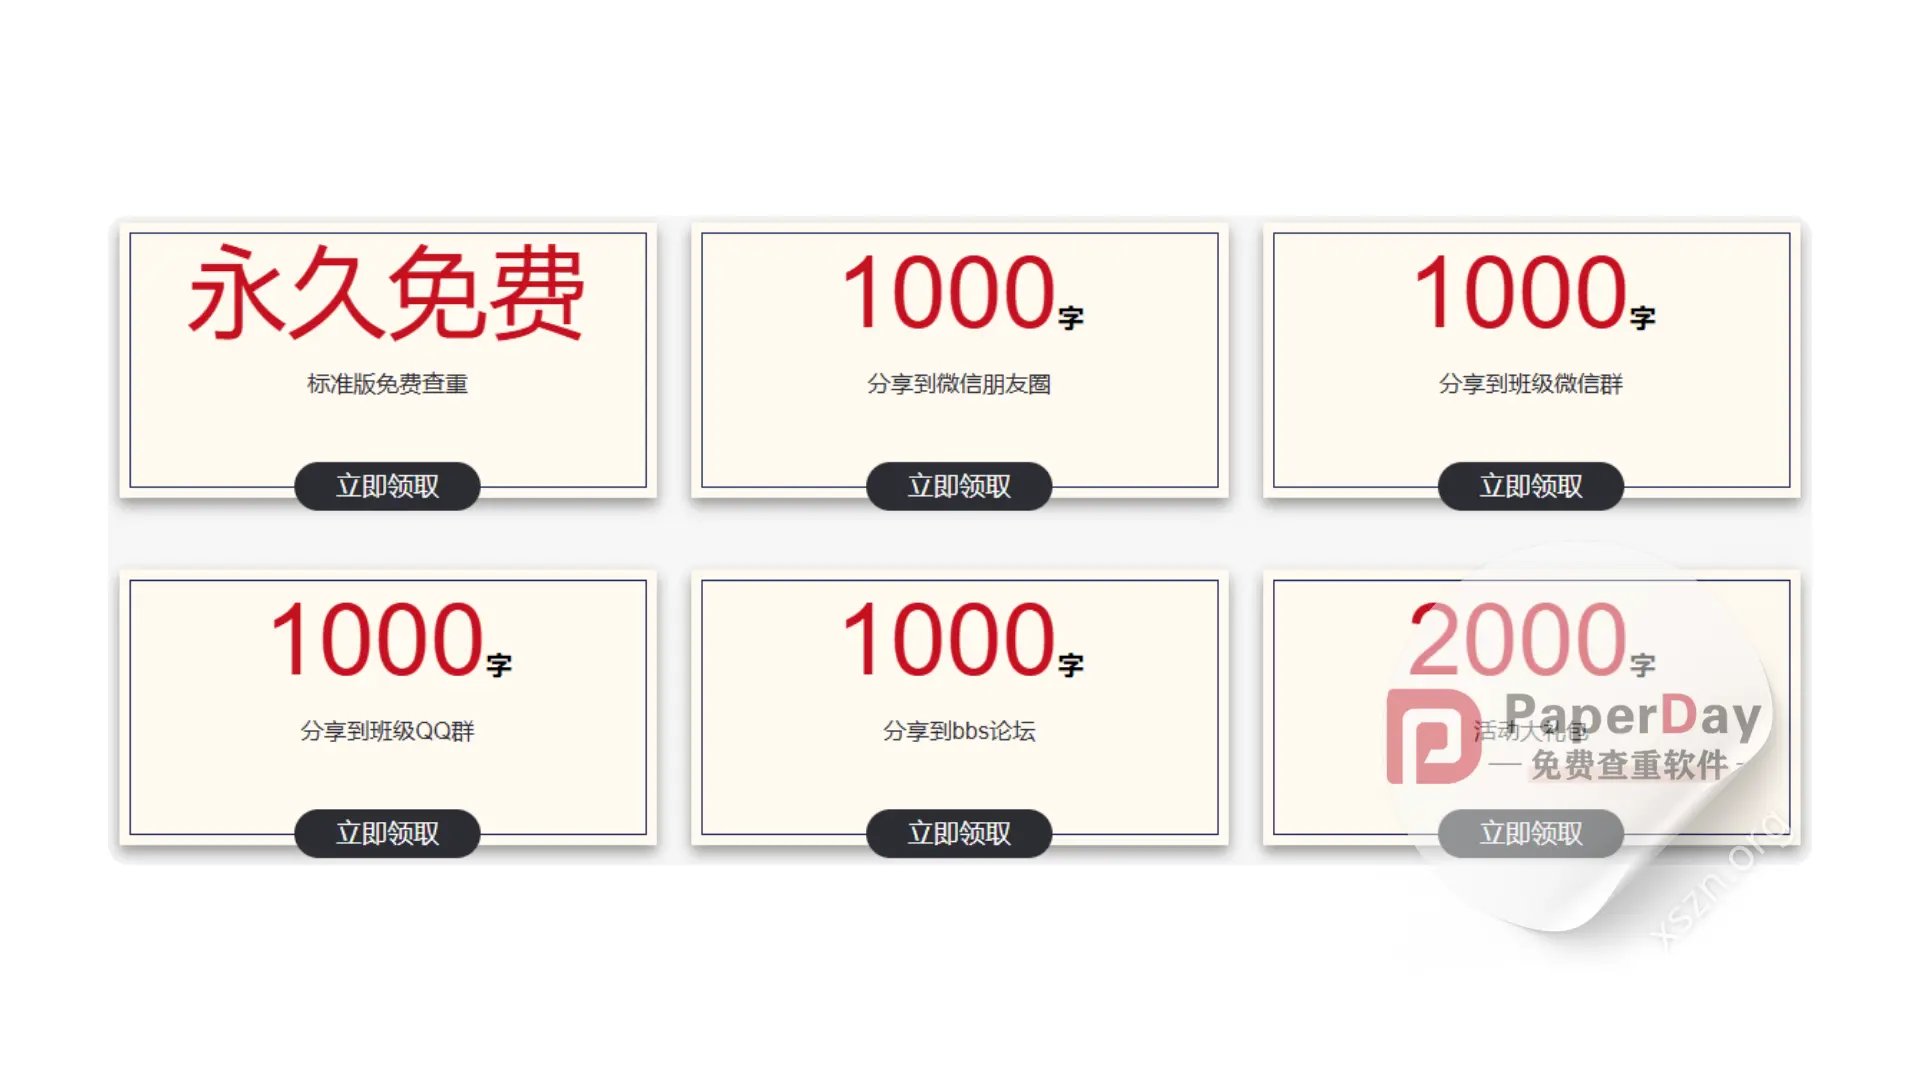 永久免费
标准版免费查重
立即领取
1000字
分享到微信朋友圈
立即领取
1000字
分享到班级微信群
立即领取
1000字
分享到班级QQ群
立即领取
1000字
分享到bbs论坛
立即领取
2000字
活动大礼包
立即领取
PaperDay
免费查重软件
xszn.org